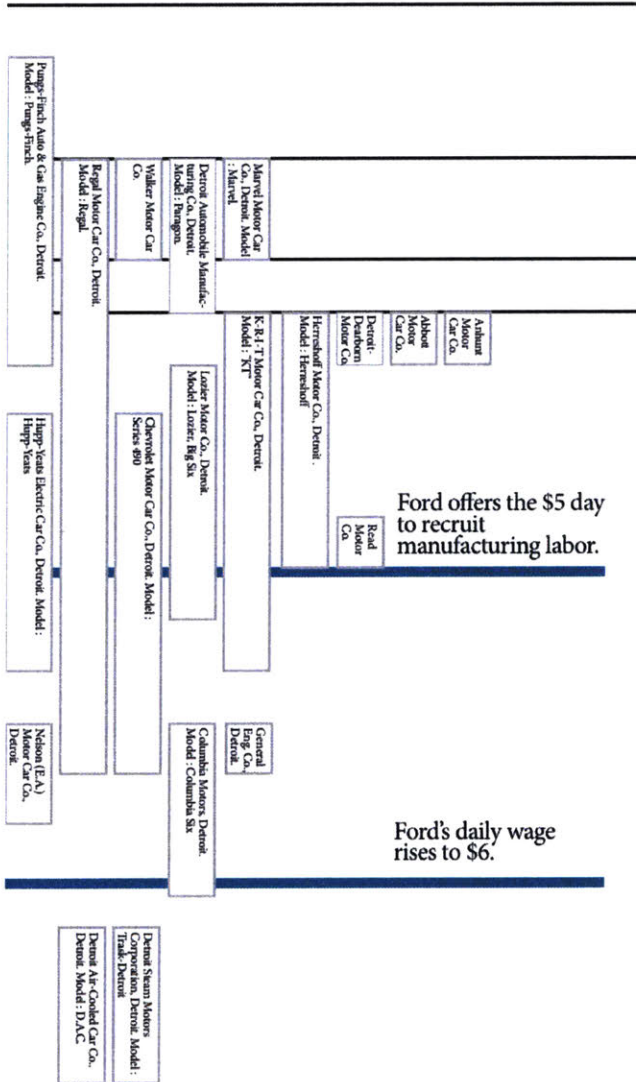 Pungs-Finch Auto & Gas Engine Co., Detroit.
Model : Pungs-Finch.
Regal Motor Car Co., Detroit.
Model : Regal.
Walker Motor Car
Co.
Detroit Automobile Manufac-
turing Co., Detroit.
Model : Paragon.
Marvel Motor Car
Co., Detroit. Model
: Marvel.
K-R-I-T Motor Car Co., Detroit.
Model : "KT"
Herreshoff Motor Co., Detroit .
Model : Herreshoff
Detroit-
Dearborn
Motor Co.
Abbott
Motor
Car Co.
Anhunt
Motor
Car Co.
Hupp-Yeats Electric Car Co., Detroit. Model :
Hupp-Yeats
Chevrolet Motor Car Co., Detroit. Model :
Series 490
Lozier Motor Co., Detroit.
Model : Lozier, Big Six
Read
Motor
Co.
Ford offers the $5 day
to recruit
manufacturing labor.
Nelson (E.A.)
Motor Car Co.,
Detroit.
Columbia Motors, Detroit.
Model : Columbia Six
General
Eng. Co.,
Detroit.
Ford's daily wage
rises to $6.
Detroit Air-Cooled Car Co.,
Detroit. Model : D.A.C.
Detroit Steam Motors
Corporation, Detroit. Model :
Trask-Detroit